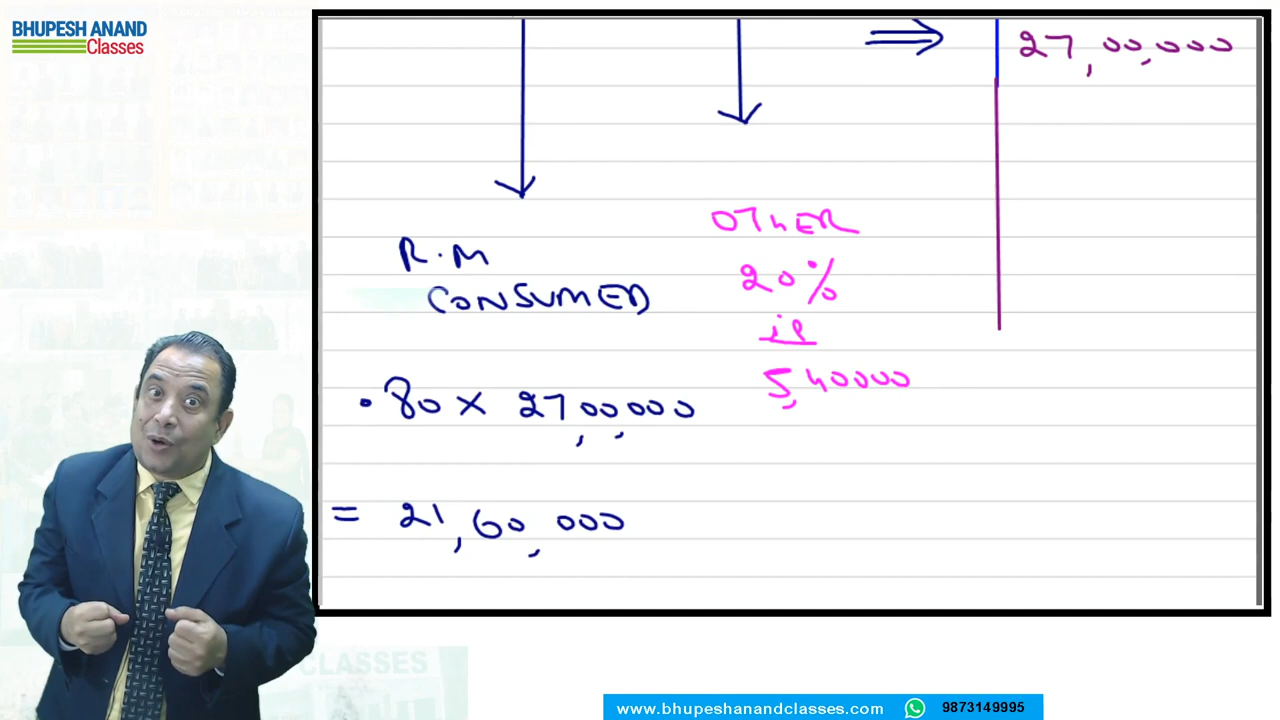 BHUPESH ANAND
Classes
27,00,000
R.M
CONSUMED
OTHER
20%
ie
5,40000
.80 × 27,00,000
= 21,60,000
CLASSES
www.bhupeshanandclasses.com 9873149995